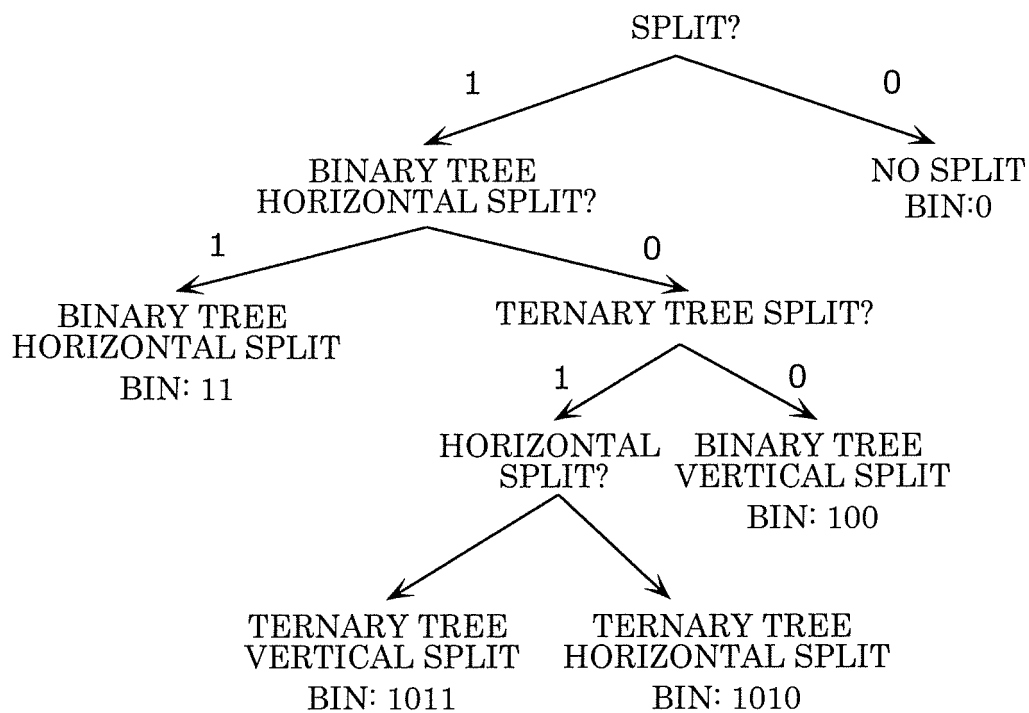 SPLIT?
1
0
BINARY TREE
HORIZONTAL SPLIT?
NO SPLIT
BIN:0
1
0
BINARY TREE
HORIZONTAL SPLIT
BIN: 11
TERNARY TREE SPLIT?
1
0
HORIZONTAL
SPLIT?
BINARY TREE
VERTICAL SPLIT
BIN: 100
TERNARY TREE
VERTICAL SPLIT
BIN: 1011
TERNARY TREE
HORIZONTAL SPLIT
BIN: 1010